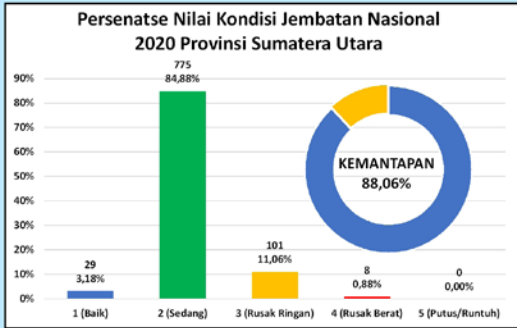 Persenatse Nilai Kondisi Jembatan Nasional
2020 Provinsi Sumatera Utara
90%
80%
70%
60%
50%
40%
30%
20%
10%
0%
29
3,18%
775
84,88%
101
11,06%
8
0,88%
0
0,00%
KEMANTAPAN
88,06%
1 (Baik)
2 (Sedang)
3 (Rusak Ringan)
4 (Rusak Berat)
5 (Putus/Runtuh)